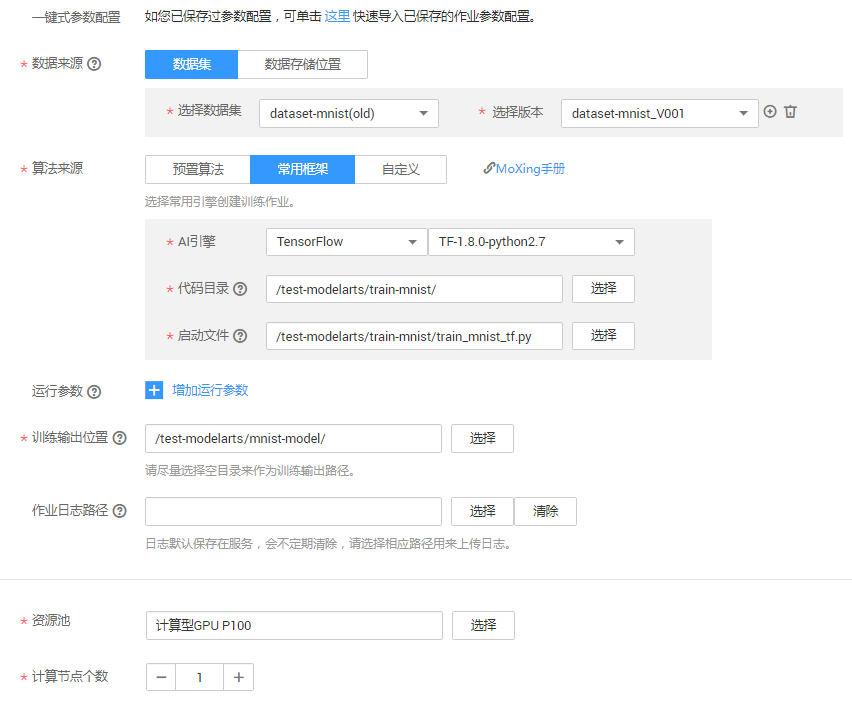 一键式参数配置 如您已保存过参数配置，可单击 这里 快速导入已保存的作业参数配置。
* 数据来源 ? 数据集 数据存储位置
* 选择数据集 dataset-mnist(old) * 选择版本 dataset-mnist_V001
* 算法来源 预置算法 常用框架 自定义 MoXing手册
选择常用引擎创建训练作业。
* AI引擎 TensorFlow TF-1.8.0-python2.7
* 代码目录 ? /test-modelarts/train-mnist/ 选择
* 启动文件 ? /test-modelarts/train-mnist/train_mnist_tf.py 选择
运行参数 ? + 增加运行参数
* 训练输出位置 ? /test-modelarts/mnist-model/ 选择
请尽量选择空目录来作为训练输出路径。
作业日志路径 ? 选择 清除
日志默认保存在服务，会不定期清除，请选择相应路径用来上传日志。
* 资源池 计算型GPU P100 选择
* 计算节点个数 − 1 +